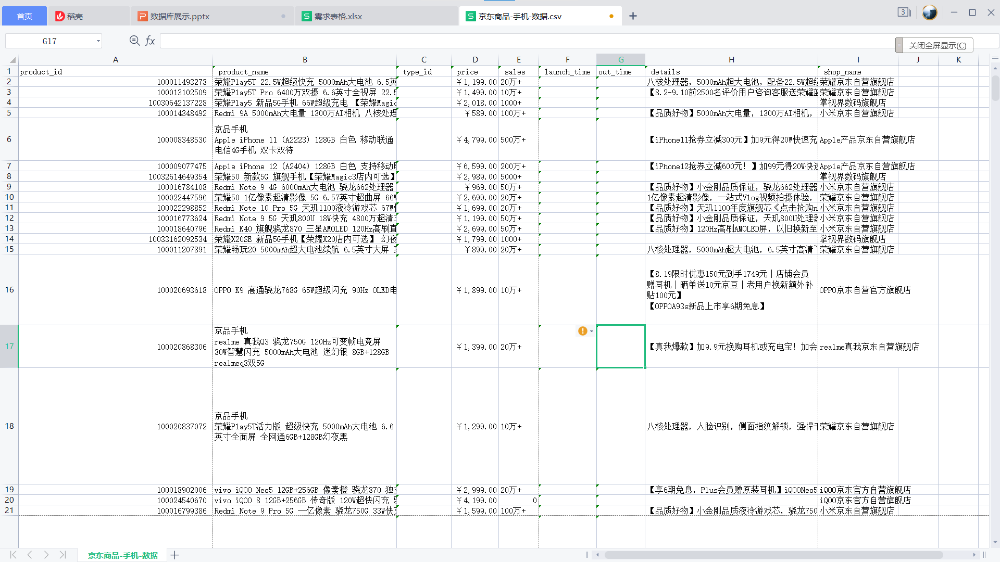 首页
稻壳
数据库展示.pptx
需求表格.xlsx
京东商品-手机-数据.csv
3
G17
fx
关闭全屏显示(C)
A B C D E F G H I J K
1 product_id product_name type_id price sales launch_time out_time details shop_name
2 100011493273 荣耀Play5T 22.5W超级快充 5000mAh大电池 6.5英 ￥1,199.00 20万+ 八核处理器，5000mAh超大电池，配备22.5W超级 荣耀京东自营旗舰店
3 100013102509 荣耀Play5T Pro 6400万双摄 6.6英寸全视屏 22.5 ￥1,499.00 10万+ 【8.2-9.10前2500名评价用户咨询客服送荣耀蓝 荣耀京东自营旗舰店
4 10030642137228 荣耀Play5 新品5G手机 66W超级充电 【荣耀Magic ￥2,018.00 1000+ 掌视界数码旗舰店
5 100014348492 Redmi 9A 5000mAh大电量 1300万AI相机 八核处理 ￥589.00 100万+ 【品质好物】5000mAh大电量，1300万AI相机， 小米京东自营旗舰店
京品手机
6 100008348530 Apple iPhone 11 (A2223) 128GB 白色 移动联通 ￥4,799.00 500万+ 【iPhone11抢券立减300元】加9元得20W快速充 Apple产品京东自营旗舰店
电信4G手机 双卡双待
7 100009077475 Apple iPhone 12 (A2404) 128GB 白色 支持移动联 ￥6,599.00 200万+ 【iPhone12抢券立减600元！】加99元得20W快速 Apple产品京东自营旗舰店
8 10032614649354 荣耀50 新款5G 旗舰手机【荣耀Magic3店内可选】 ￥2,989.00 5000+ 掌视界数码旗舰店
9 100016784108 Redmi Note 9 4G 6000mAh大电池 骁龙662处理器 ￥969.00 50万+ 【品质好物】小金刚品质保证，骁龙662处理器 小米京东自营旗舰店
10 100022447596 荣耀50 1亿像素超清影像 5G 6.57英寸超曲屏 66W ￥2,699.00 20万+ 1亿像素超清影像，一站式Vlog视频拍摄体验， 荣耀京东自营旗舰店
11 100022298852 Redmi Note 10 Pro 5G 天玑1100液冷游戏芯 67W ￥1,699.00 20万+ 【品质好物】天玑1100年度旗舰芯《点击抢购n 小米京东自营旗舰店
12 100016773624 Redmi Note 9 5G 天玑800U 18W快充 4800万超清 ￥1,199.00 50万+ 【品质好物】小金刚品质保证，天玑800U处理器 小米京东自营旗舰店
13 100018640796 Redmi K40 旗舰骁龙870 三星AMOLED 120Hz高刷直 ￥2,699.00 50万+ 【品质好物】120Hz高刷AMOLED屏，以旧换新至 小米京东自营旗舰店
14 10033162092534 荣耀X20SE 新品5G手机【荣耀X20店内可选】 幻夜 ￥1,799.00 1000+ 掌视界数码旗舰店
15 100011207891 荣耀畅玩20 5000mAh超大电池续航 6.5英寸大屏 ￥899.00 20万+ 八核处理器，5000mAh超大电池，6.5英寸高清~ 荣耀京东自营旗舰店
【8.19限时优惠150元到手1749元｜店铺会员
赠耳机｜晒单送10元京豆｜老用户换新额外补
16 100020693618 OPPO K9 高通骁龙768G 65W超级闪充 90Hz OLED电 ￥1,899.00 10万+ 贴100元】 OPPO京东自营官方旗舰店
【OPPOA93s新品上市享6期免息】
京品手机
realme 真我Q3 骁龙750G 120Hz可变帧电竞屏
17 100020868306 30W智慧闪充 5000mAh大电池 迷幻银 8GB+128GB ￥1,399.00 20万+ 【真我爆款】加9.9元换购耳机或充电宝！加会 realme真我京东自营旗舰店
realmeq3双5G
京品手机
18 100020837072 荣耀Play5T活力版 超级快充 5000mAh大电池 6.6 ￥1,299.00 10万+ 八核处理器，人脸识别，侧面指纹解锁，强悍 荣耀京东自营旗舰店
英寸全面屏 全网通6GB+128GB幻夜黑
19 100018902006 vivo iQOO Neo5 12GB+256GB 像素橙 骁龙870 独 ￥2,999.00 20万+ 【享6期免息，Plus会员赠原装耳机】iQOONeo5 iQOO京东官方自营旗舰店
20 100024540670 vivo iQOO 8 12GB+256GB 传奇版 120W超快闪充 ￥4,199.00 0 iQOO京东官方自营旗舰店
21 100016799386 Redmi Note 9 Pro 5G 一亿像素 骁龙750G 33W快 ￥1,599.00 100万+ 【品质好物】小金刚品质液冷游戏芯，骁龙750 小米京东自营旗舰店
京东商品-手机-数据